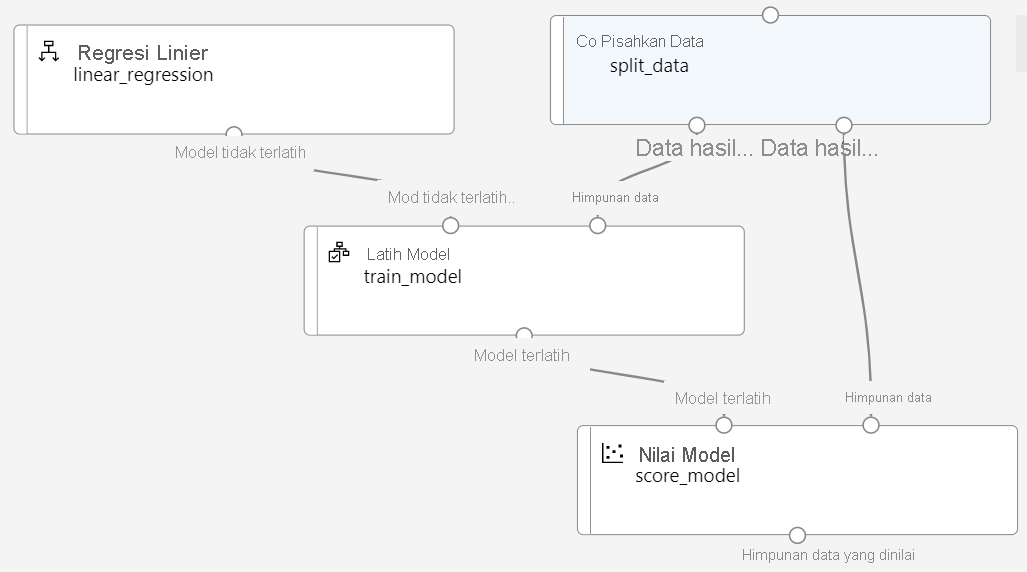 Regresi Linier
linear_regression
Model tidak terlatih
Co Pisahkan Data
split_data
Data hasil... Data hasil...
Mod tidak terlatih..
Himpunan data
Latih Model
train_model
Model terlatih
Model terlatih
Himpunan data
Nilai Model
score_model
Himpunan data yang dinilai